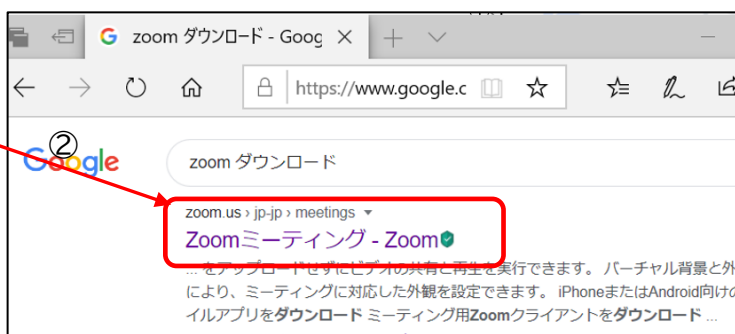 zoom ダウンロード - Goog
https://www.google.c
②
Google
zoom ダウンロード
zoom.us › jp-jp › meetings
Zoomミーティング - Zoom
... をアップロードせずにビデオの共有と再生を実行できます。 バーチャル背景と外
により、ミーティングに対応した外観を設定できます。 iPhoneまたはAndroid向けの
イルアプリをダウンロード ミーティング用Zoomクライアントをダウンロード ...